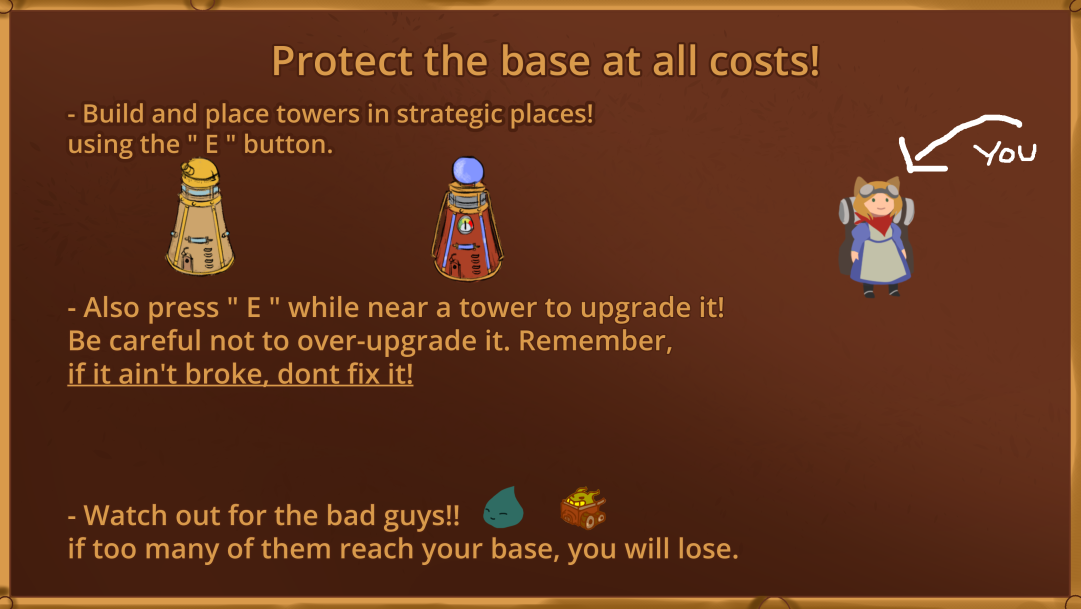 Protect the base at all costs!
- Build and place towers in strategic places!
using the " E " button.
YOU
- Also press " E " while near a tower to upgrade it!
Be careful not to over-upgrade it. Remember,
if it ain't broke, dont fix it!
- Watch out for the bad guys!!
if too many of them reach your base, you will lose.